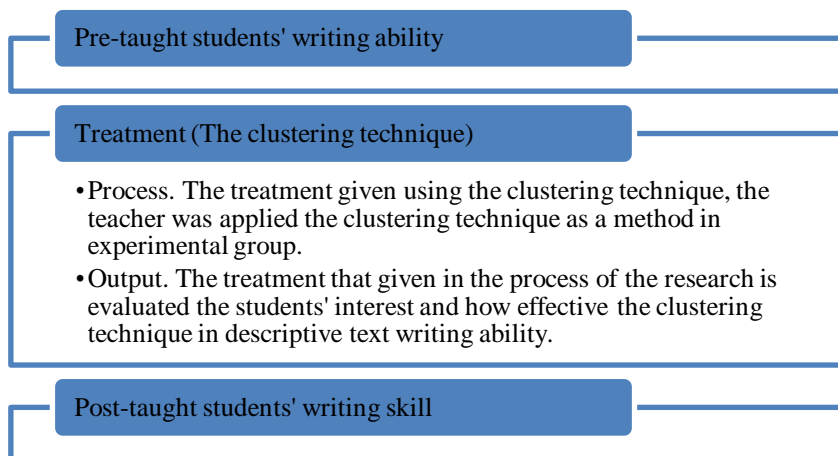 Pre-taught students' writing ability
Treatment (The clustering technique)
•Process. The treatment given using the clustering technique, the
teacher was applied the clustering technique as a method in
experimental group.
•Output. The treatment that given in the process of the research is
evaluated the students' interest and how effective the clustering
technique in descriptive text writing ability.
Post-taught students' writing skill